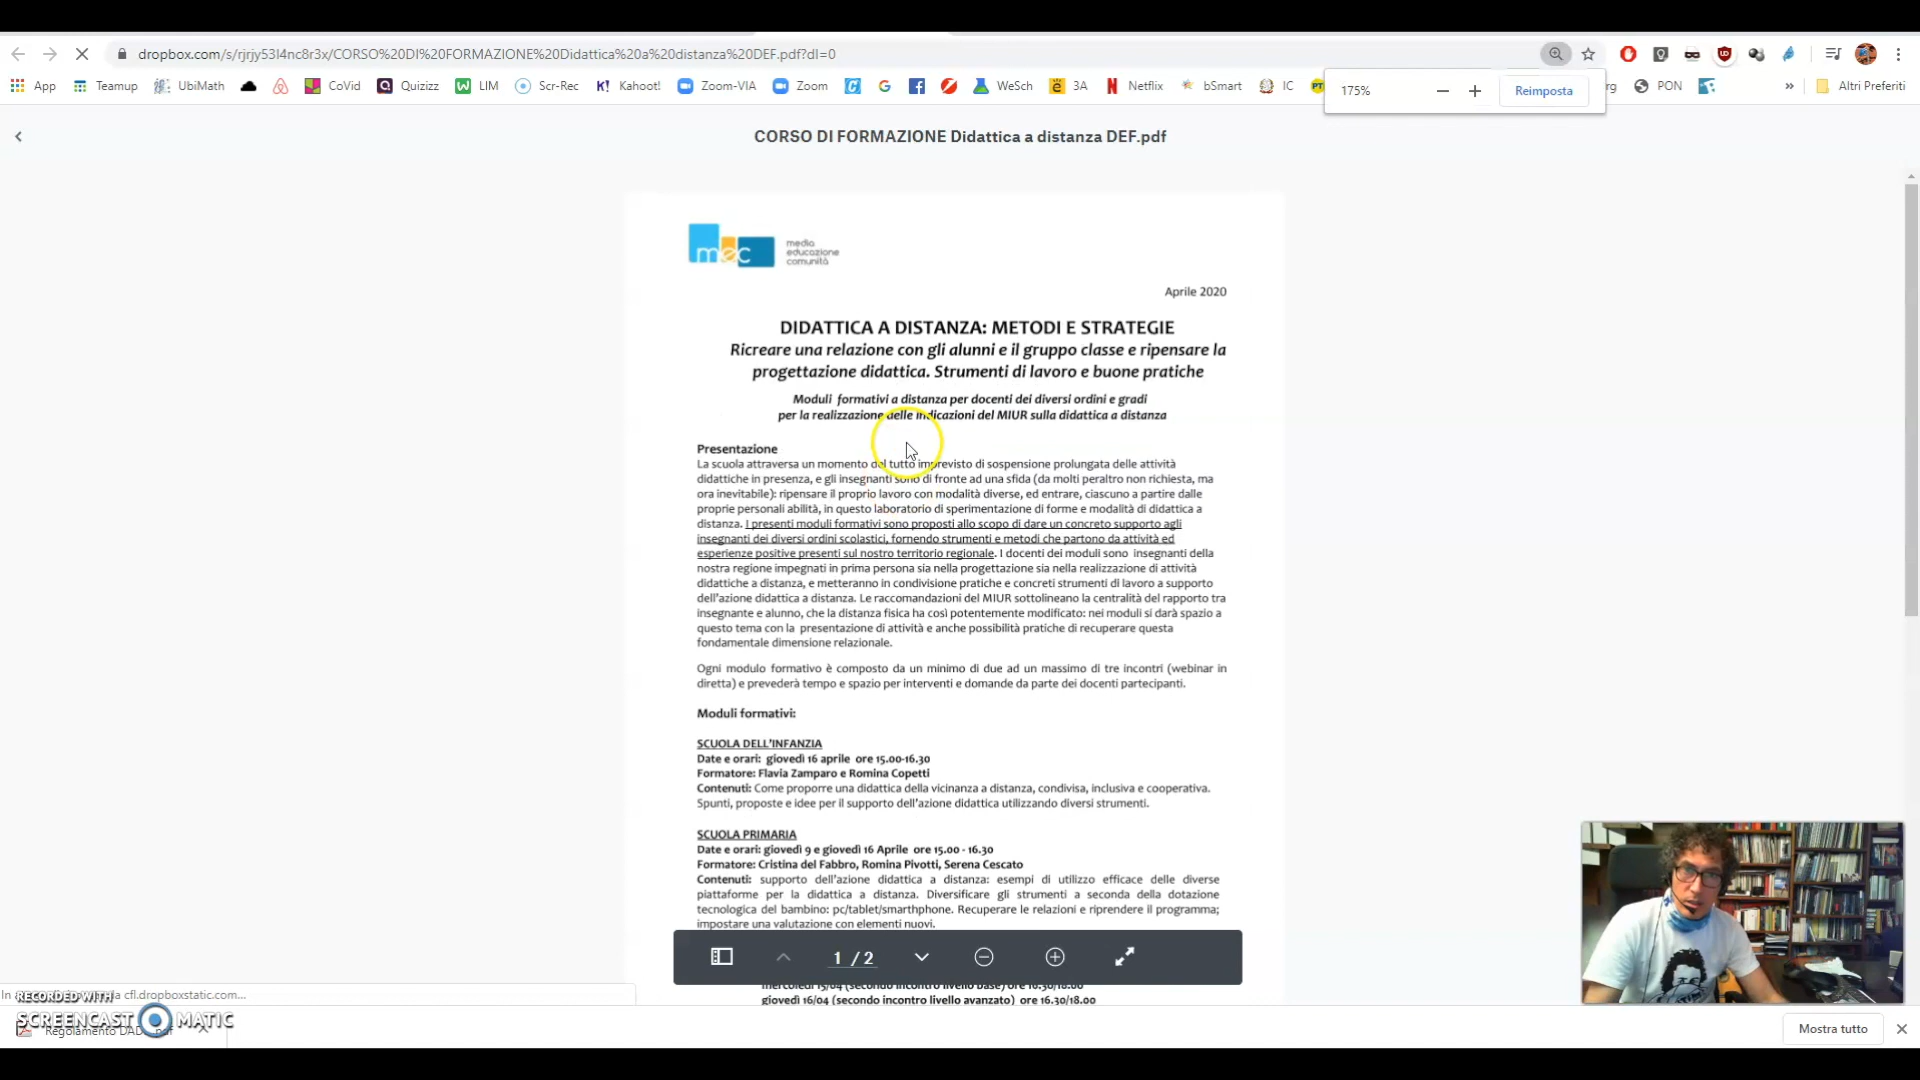 dropbox.com/s/rjrjy53l4nc8r3x/CORSO%20DI%20FORMAZIONE%20Didattica%20a%20distanza%20DEF.pdf?dl=0
App Teamup UbiMath CoVid Quizizz LIM Scr-Rec Kahoot! Zoom-VIA Zoom WeSch 3A Netflix bSmart IC PON » Altri Preferiti
175% Reimposta
CORSO DI FORMAZIONE Didattica a distanza DEF.pdf
mec media
educazione
comunità
Aprile 2020
DIDATTICA A DISTANZA: METODI E STRATEGIE
Ricreare una relazione con gli alunni e il gruppo classe e ripensare la
progettazione didattica. Strumenti di lavoro e buone pratiche
Moduli formativi a distanza per docenti dei diversi ordini e gradi
per la realizzazione delle indicazioni del MIUR sulla didattica a distanza
Presentazione
La scuola attraversa un momento del tutto imprevisto di sospensione prolungata delle attività
didattiche in presenza, e gli insegnanti sono di fronte ad una sfida (da molti peraltro non richiesta, ma
ora inevitabile): ripensare il proprio lavoro con modalità diverse, ed entrare, ciascuno a partire dalle
proprie personali abilità, in questo laboratorio di sperimentazione di forme e modalità di didattica a
distanza. I presenti moduli formativi sono proposti allo scopo di dare un concreto supporto agli
insegnanti dei diversi ordini scolastici, fornendo strumenti e metodi che partono da attività ed
esperienze positive presenti sul nostro territorio regionale. I docenti dei moduli sono insegnanti della
nostra regione impegnati in prima persona sia nella progettazione sia nella realizzazione di attività
didattiche a distanza, e metteranno in condivisione pratiche e concreti strumenti di lavoro a supporto
dell'azione didattica a distanza. Le raccomandazioni del MIUR sottolineano la centralità del rapporto tra
insegnante e alunno, che la distanza fisica ha così potentemente modificato: nei moduli si darà spazio a
questo tema con la presentazione di attività e anche possibilità pratiche di recuperare questa
fondamentale dimensione relazionale.
Ogni modulo formativo è composto da un minimo di due ad un massimo di tre incontri (webinar in
diretta) e prevederà tempo e spazio per interventi e domande da parte dei docenti partecipanti.
Moduli formativi:
SCUOLA DELL'INFANZIA
Date e orari: giovedì 16 aprile ore 15.00-16.30
Formatore: Flavia Zamparo e Romina Copetti
Contenuti: Come proporre una didattica della vicinanza a distanza, condivisa, inclusiva e cooperativa.
Spunti, proposte e idee per il supporto dell'azione didattica utilizzando diversi strumenti.
SCUOLA PRIMARIA
Date e orari: giovedì 9 e giovedì 16 Aprile ore 15.00 - 16.30
Formatore: Cristina del Fabbro, Romina Pivotti, Serena Cescato
Contenuti: supporto dell'azione didattica a distanza: esempi di utilizzo efficace delle diverse
piattaforme per la didattica a distanza. Diversificare gli strumenti a seconda della dotazione
tecnologica del bambino: pc/tablet/smarthphone. Recuperare le relazioni e riprendere il programma;
impostare una valutazione con elementi nuovi.
1 / 2
mercoledì 15/04 (secondo incontro livello base) ore 16.30/18.00
giovedì 16/04 (secondo incontro livello avanzato) ore 16.30/18.00
cfl.dropboxstatic.com...
RECORDED WITH
SCREENCAST MATIC
Regolamento DAD
Mostra tutto